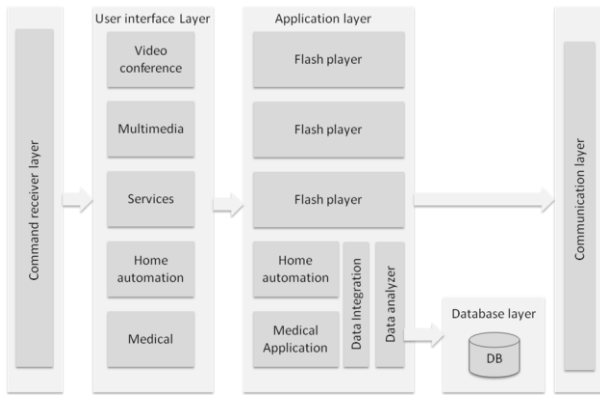 Command receiver layer
User interface Layer
Video
conference
Multimedia
Services
Home
automation
Medical
Application layer
Flash player
Flash player
Flash player
Home
automation
Medical
Application
Data Integration
Data analyzer
Database layer
DB
Communication layer